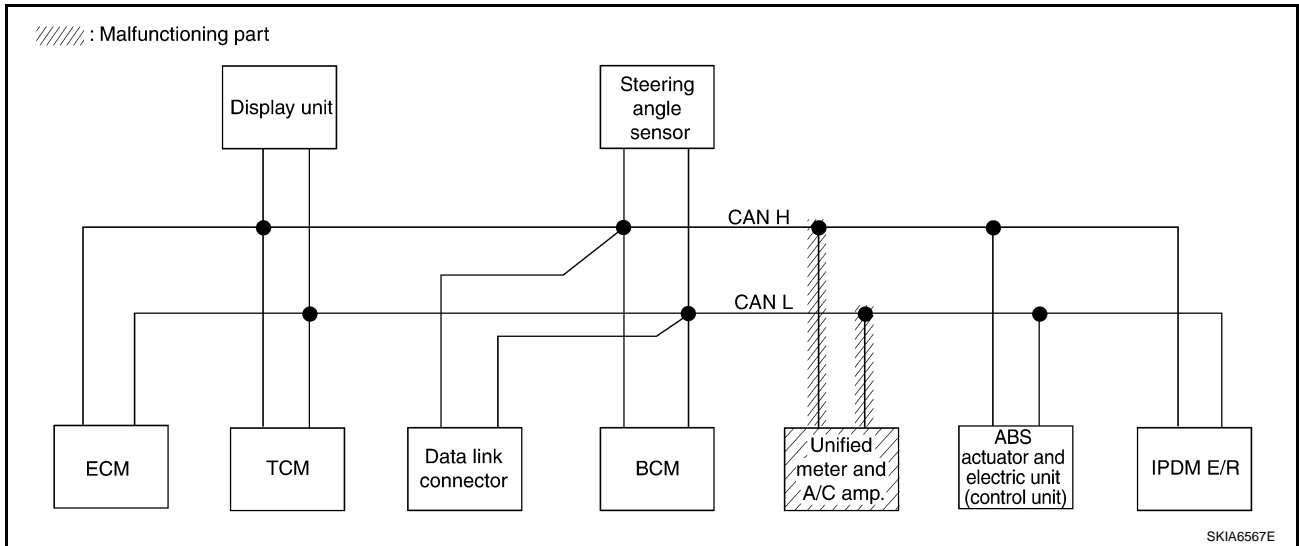 : Malfunctioning part
Display unit
Steering
angle
sensor
CAN H
CAN L
ECM
TCM
Data link
connector
BCM
Unified
meter and
A/C amp.
ABS
actuator and
electric unit
(control unit)
IPDM E/R
SKIA6567E